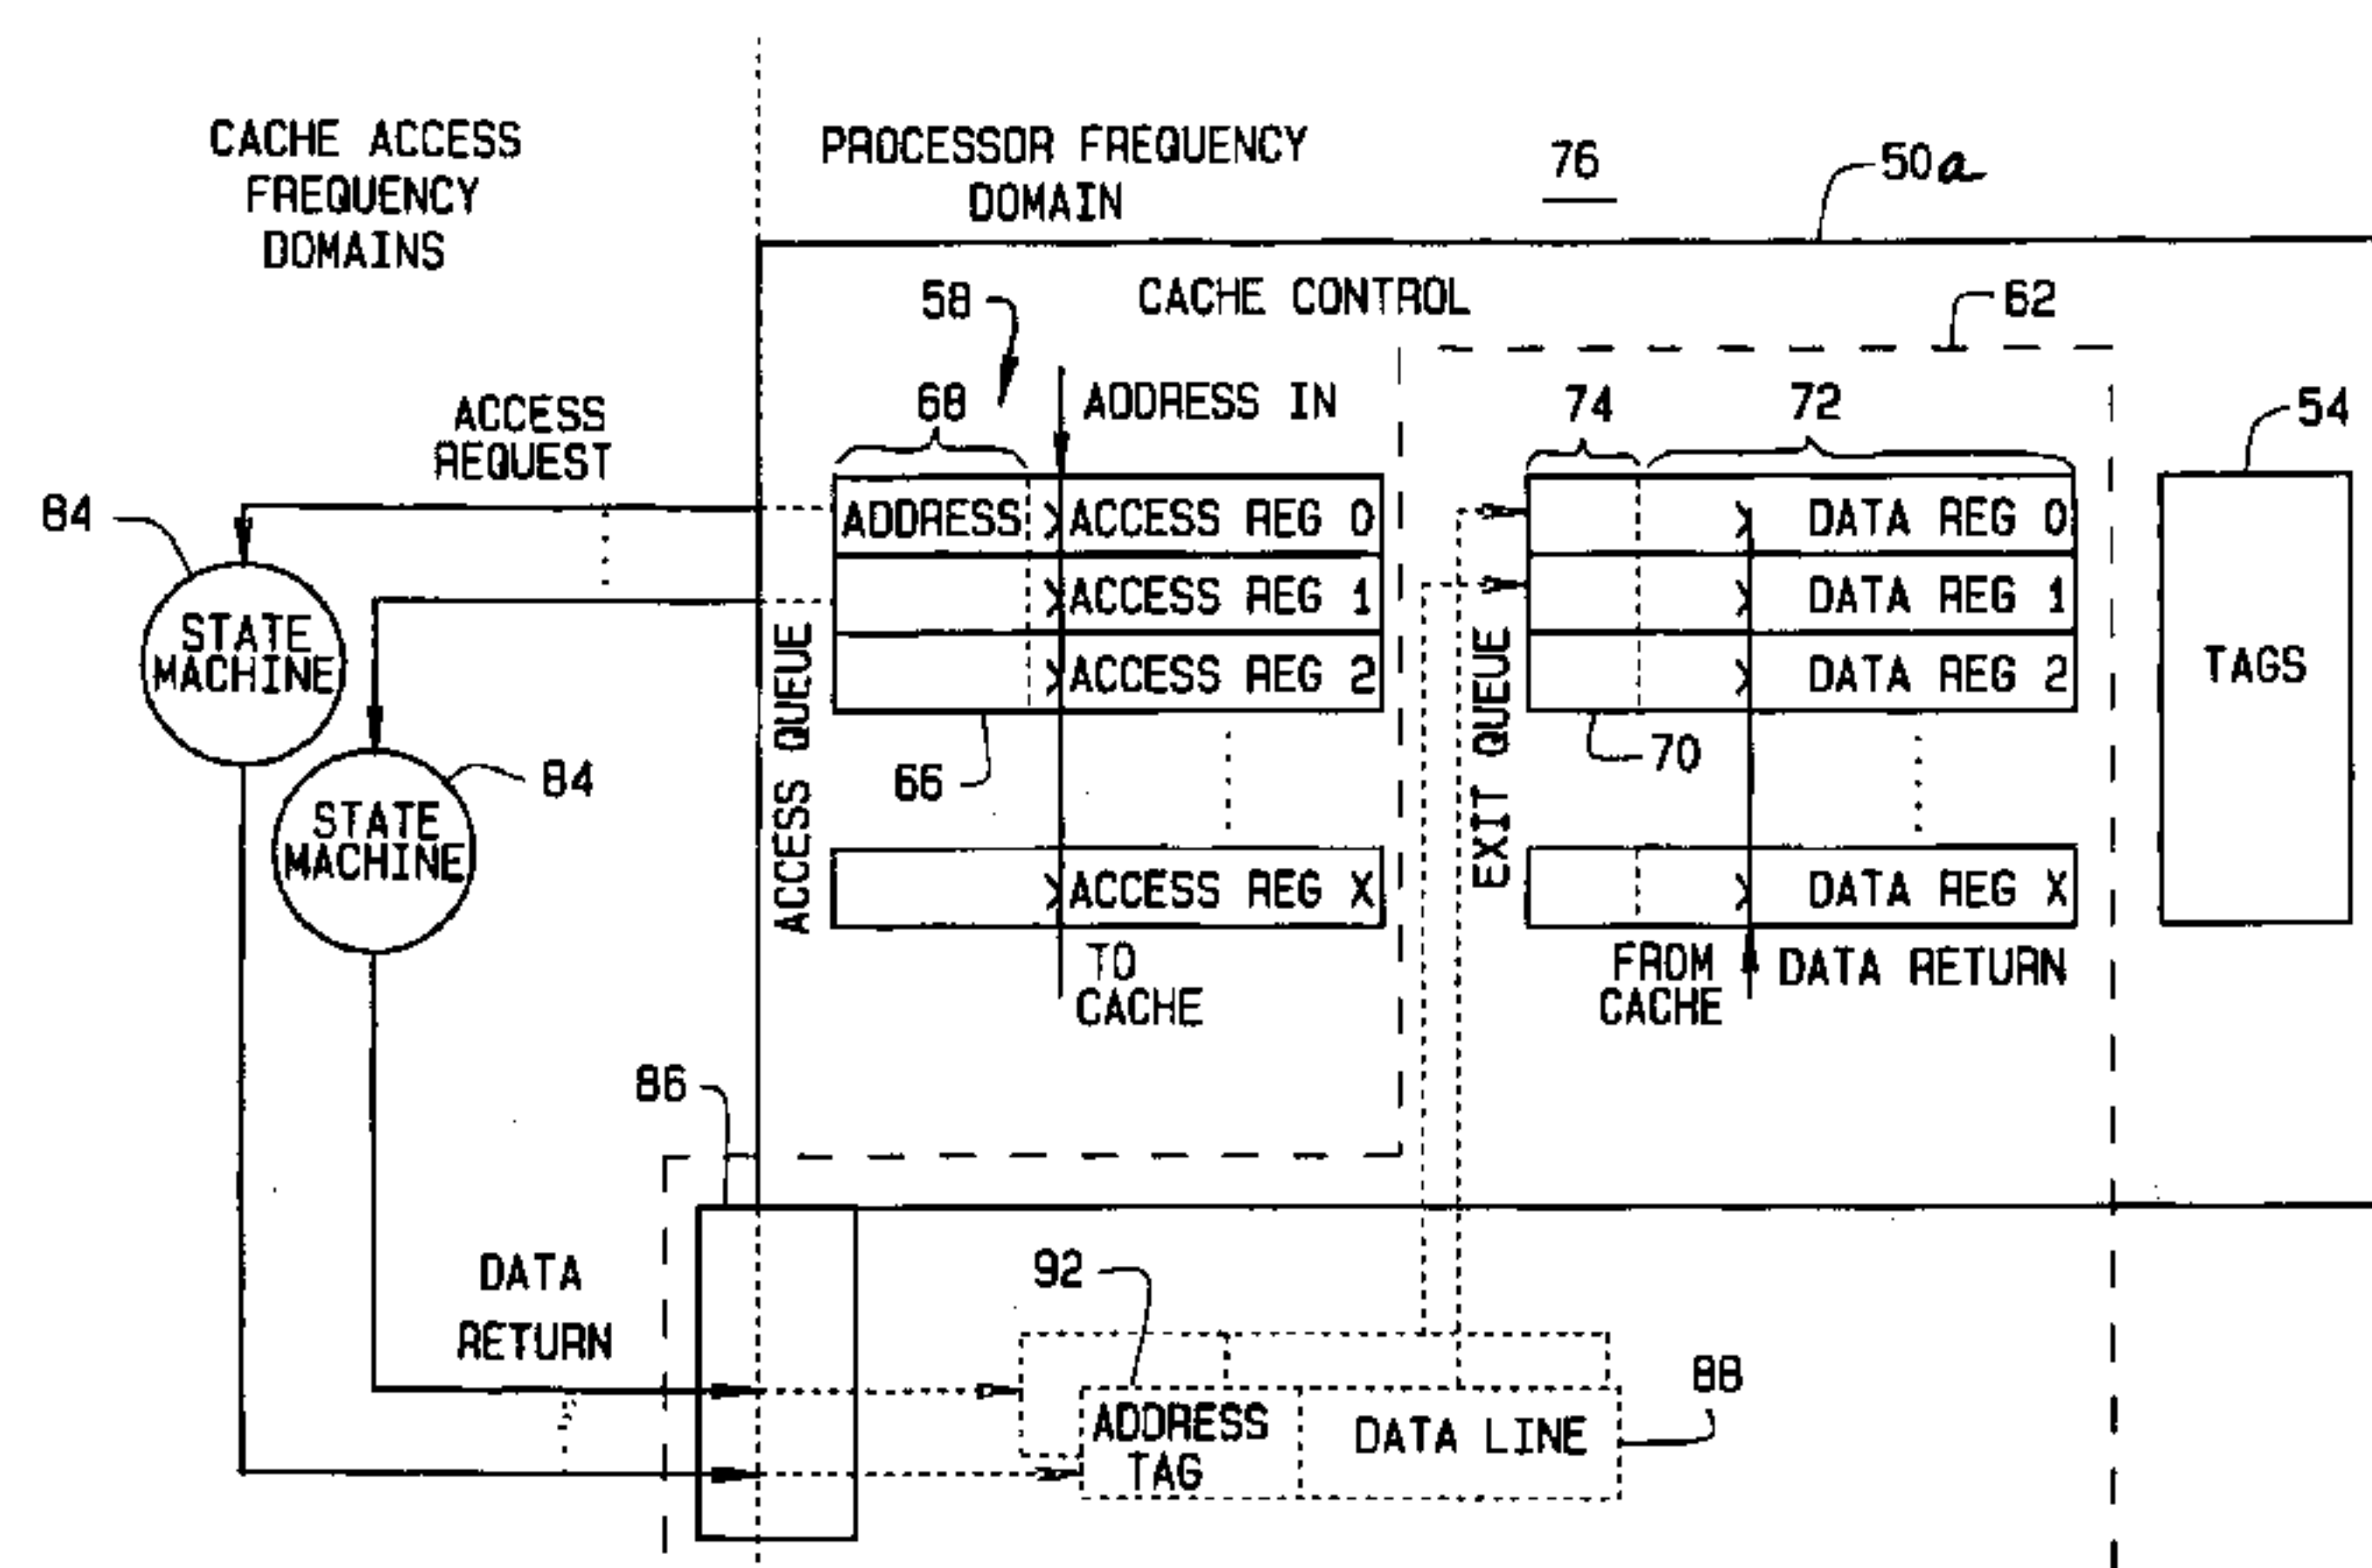 CACHE ACCESS
FREQUENCY
DOMAINS
PROCESSOR FREQUENCY
DOMAIN
76
50a
58
CACHE CONTROL
62
ACCESS
REQUEST
68
ADDRESS IN
74
72
54
84
ADDRESS
ACCESS REG 0
DATA REG 0
ACCESS REG 1
DATA REG 1
ACCESS REG 2
DATA REG 2
STATE
MACHINE
TAGS
ACCESS QUEUE
EXIT QUEUE
66
70
84
STATE
MACHINE
ACCESS REG X
DATA REG X
TO
CACHE
FROM
CACHE
DATA RETURN
86
DATA
RETURN
92
88
ADDRESS
TAG
DATA LINE